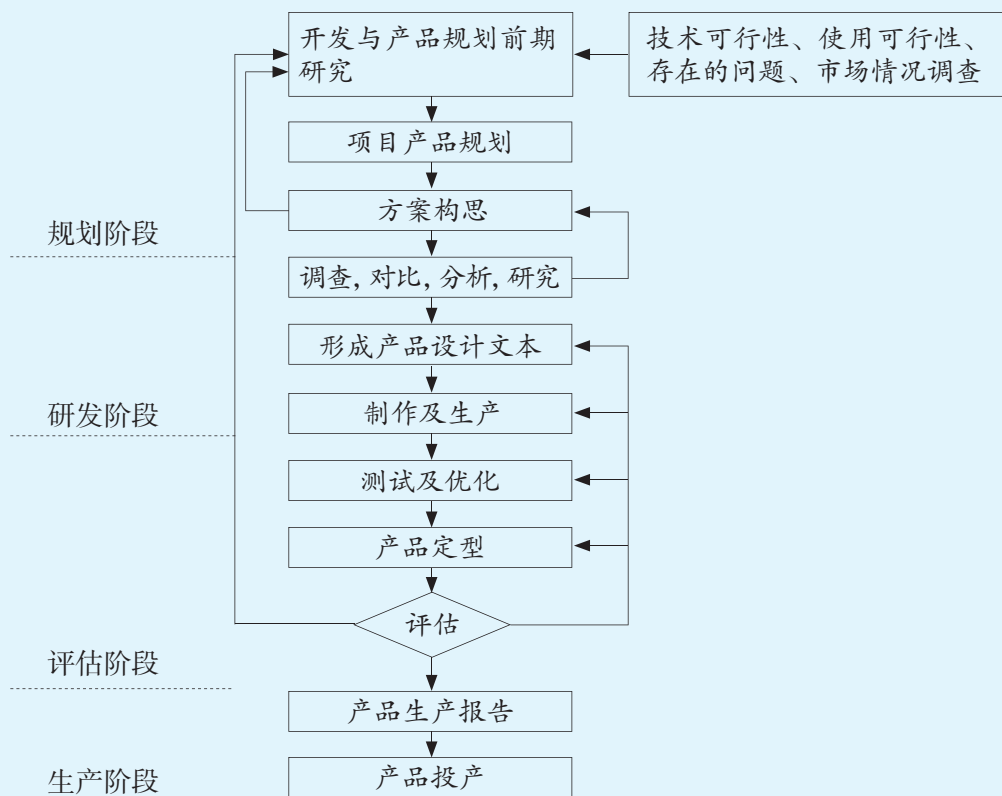 开发与产品规划前期
研究
技术可行性、使用可行性、
存在的问题、市场情况调查
项目产品规划
方案构思
规划阶段
调查,对比,分析,研究
形成产品设计文本
研发阶段
制作及生产
测试及优化
产品定型
评估
评估阶段
产品生产报告
生产阶段
产品投产